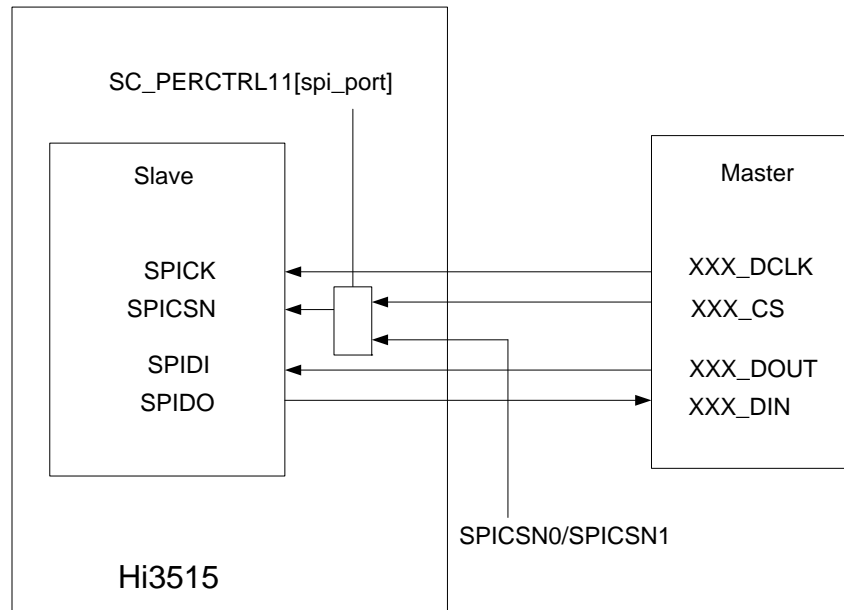 SC_PERCTRL11[spi_port]
Slave
Master
SPICK
XXX_DCLK
SPICSN
XXX_CS
SPIDI
XXX_DOUT
SPIDO
XXX_DIN
SPICSN0/SPICSN1
Hi3515